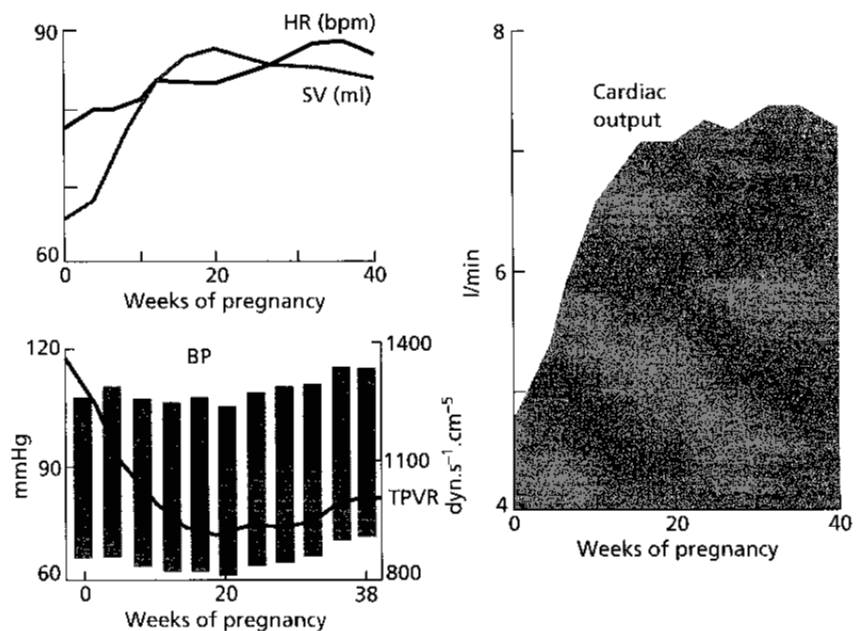 90
HR (bpm)
SV (ml)
60
0
20
40
Weeks of pregnancy
120
BP
1400
mmHg
90
1100
dyn.s⁻¹.cm⁻⁵
TPVR
60
800
0
20
38
Weeks of pregnancy
8
Cardiac
output
l/min
6
4
0
20
40
Weeks of pregnancy